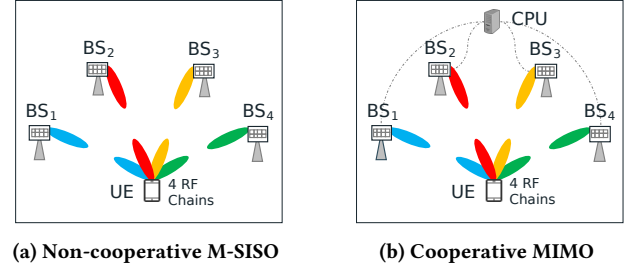 BS2
BS3
BS1
BS4
UE
4 RF
Chains
(a) Non-cooperative M-SISO
CPU
BS2
BS3
BS1
BS4
UE
4 RF
Chains
(b) Cooperative MIMO